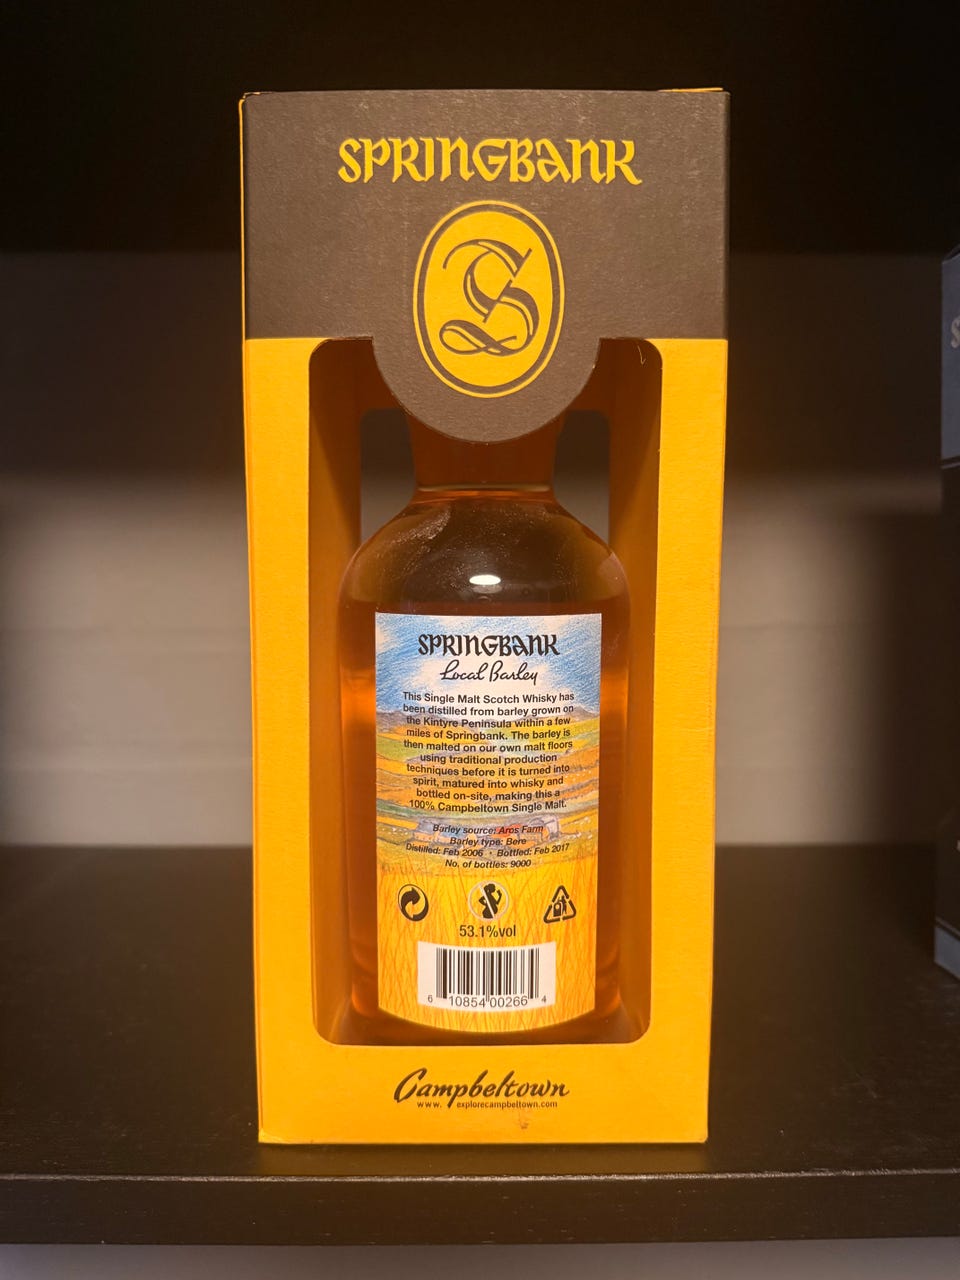 SPRINGBANK
S
SPRINGBANK
Local Barley
This Single Malt Scotch Whisky has
been distilled from barley grown on
the Kintyre Peninsula within a few
miles of Springbank. The barley is
then malted on our own malt floors
using traditional production
techniques before it is turned into
spirit, matured into whisky and
bottled on-site, making this a
100% Campbeltown Single Malt.
Barley source: Aros Farm
Barley type: Bere
Distilled: Feb 2006 · Bottled: Feb 2017
No. of bottles: 9000
53.1%vol
6 10854 00266 4
Campbeltown
www. explorecampbeltown.com